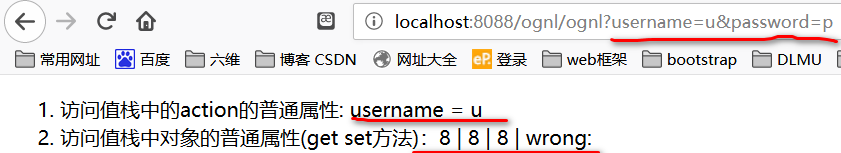 localhost:8088/ognl/ognl?username=u&password=p
常用网址 百度 六维 博客 CSDN 网址大全 eP. 登录 web框架 bootstrap DLMU
1. 访问值栈中的action的普通属性: username = u
2. 访问值栈中对象的普通属性(get set方法)：8 | 8 | 8 | wrong: